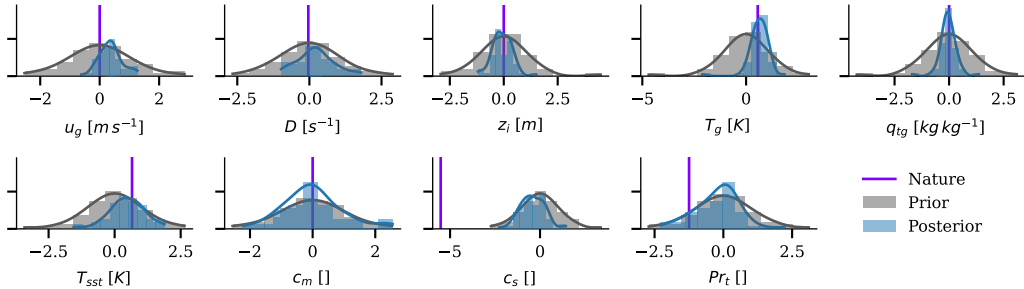 −2 0 2
−2.5 0.0 2.5
−2.5 0.0 2.5
−5 0
−2.5 0.0 2.5
u_g [m s⁻¹]
D [s⁻¹]
z_i [m]
T_g [K]
q_tg [kg kg⁻¹]
−2.5 0.0 2.5
−2 0 2
−5 0
−2.5 0.0 2.5
T_sst [K]
c_m []
c_s []
Pr_t []
Nature
Prior
Posterior